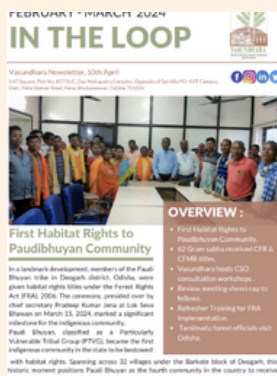 FEBRUARY - MARCH 2024
IN THE LOOP
VASUNDHARA
Vasundhara Newsletter, 10th April
First Habitat Rights to
Paudibhuyan Community
In a landmark development, members of the Paudi
Bhuyan tribe in Deogarh district, Odisha, were
given habitat rights titles under the Forest Rights
Act (FRA), 2006. The ceremony, presided over by
chief secretary Pradeep Kumar Jena at Lok Seva
Bhawan on March 15, 2024, marked a significant
milestone for the indigenous community.
Paudi Bhuyan, classified as a Particularly
Vulnerable Tribal Group (PTVG), became the first
indigenous community in the state to be bestowed
with habitat rights. Spanning across 32 villages under the Barkote block of Deogarh, this
historic moment positions Paudi Bhuyan as the fourth community in the country to receive
OVERVIEW :
• First Habitat Rights to
Paudibhuyan Community.
• 62 Gram sabha received CFR &
CFMR titles.
• Vasundhara hosts CSO
consultation workshops.
• Review meeting shows ray to
fellows.
• Refresher Training for FRA
Implementation.
• Tamilnadu forest officials visit
Odisha.